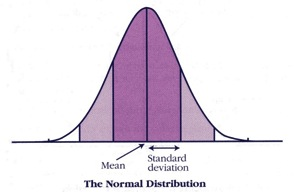 Mean
Standard
deviation
The Normal Distribution